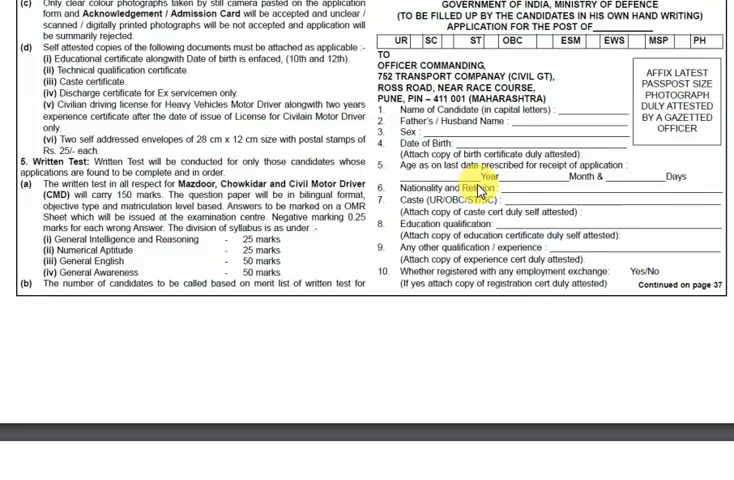 (c) Only clear colour photographs taken by still camera pasted on the application
form and Acknowledgement / Admission Card will be accepted and unclear /
scanned / digitally printed photographs will not be accepted and application will
be summarily rejected.
(d) Self attested copies of the following documents must be attached as applicable :-
(i) Educational certificate alongwith Date of birth is enfaced, (10th and 12th).
(ii) Technical qualification certificate.
(iii) Caste certificate.
(iv) Discharge certificate for Ex servicemen only.
(v) Civilian driving license for Heavy Vehicles Motor Driver alongwith two years
experience certificate after the date of issue of License for Civilain Motor Driver
only.
(vi) Two self addressed envelopes of 28 cm x 12 cm size with postal stamps of
Rs. 25/- each.
5. Written Test: Written Test will be conducted for only those candidates whose
applications are found to be complete and in order.
(a) The written test in all respect for Mazdoor, Chowkidar and Civil Motor Driver
(CMD) will carry 150 marks. The question paper will be in bilingual format,
objective type and matriculation level based. Answers to be marked on a OMR
Sheet which will be issued at the examination centre. Negative marking 0.25
marks for each wrong Answer. The division of syllabus is as under :-
(i) General Intelligence and Reasoning - 25 marks
(ii) Numerical Aptitude - 25 marks
(iii) General English - 50 marks
(iv) General Awareness - 50 marks
(b) The number of candidates to be called based on merit list of written test for
GOVERNMENT OF INDIA, MINISTRY OF DEFENCE
(TO BE FILLED UP BY THE CANDIDATES IN HIS OWN HAND WRITING)
APPLICATION FOR THE POST OF____________
UR SC ST OBC ESM EWS MSP PH
TO
OFFICER COMMANDING,
752 TRANSPORT COMPANAY (CIVIL GT),
ROSS ROAD, NEAR RACE COURSE,
PUNE, PIN – 411 001 (MAHARASHTRA)
AFFIX LATEST
PASSPOST SIZE
PHOTOGRAPH
DULY ATTESTED
BY A GAZETTED
OFFICER
1. Name of Candidate (in capital letters) :
2. Father's / Husband Name :
3. Sex :
4. Date of Birth:
(Attach copy of birth certificate duly attested):
5. Age as on last date prescribed for receipt of application :
Year Month & Days
6. Nationality and Religion :
7. Caste (UR/OBC/ST/SC) :
(Attach copy of caste cert duly self attested) :
8. Education qualification:
(Attach copy of education certificate duly self attested):
9. Any other qualification / experience :
(Attach copy of experience cert duly attested).
10. Whether registered with any employment exchange: Yes/No
(If yes attach copy of registration cert duly attested) Continued on page 37